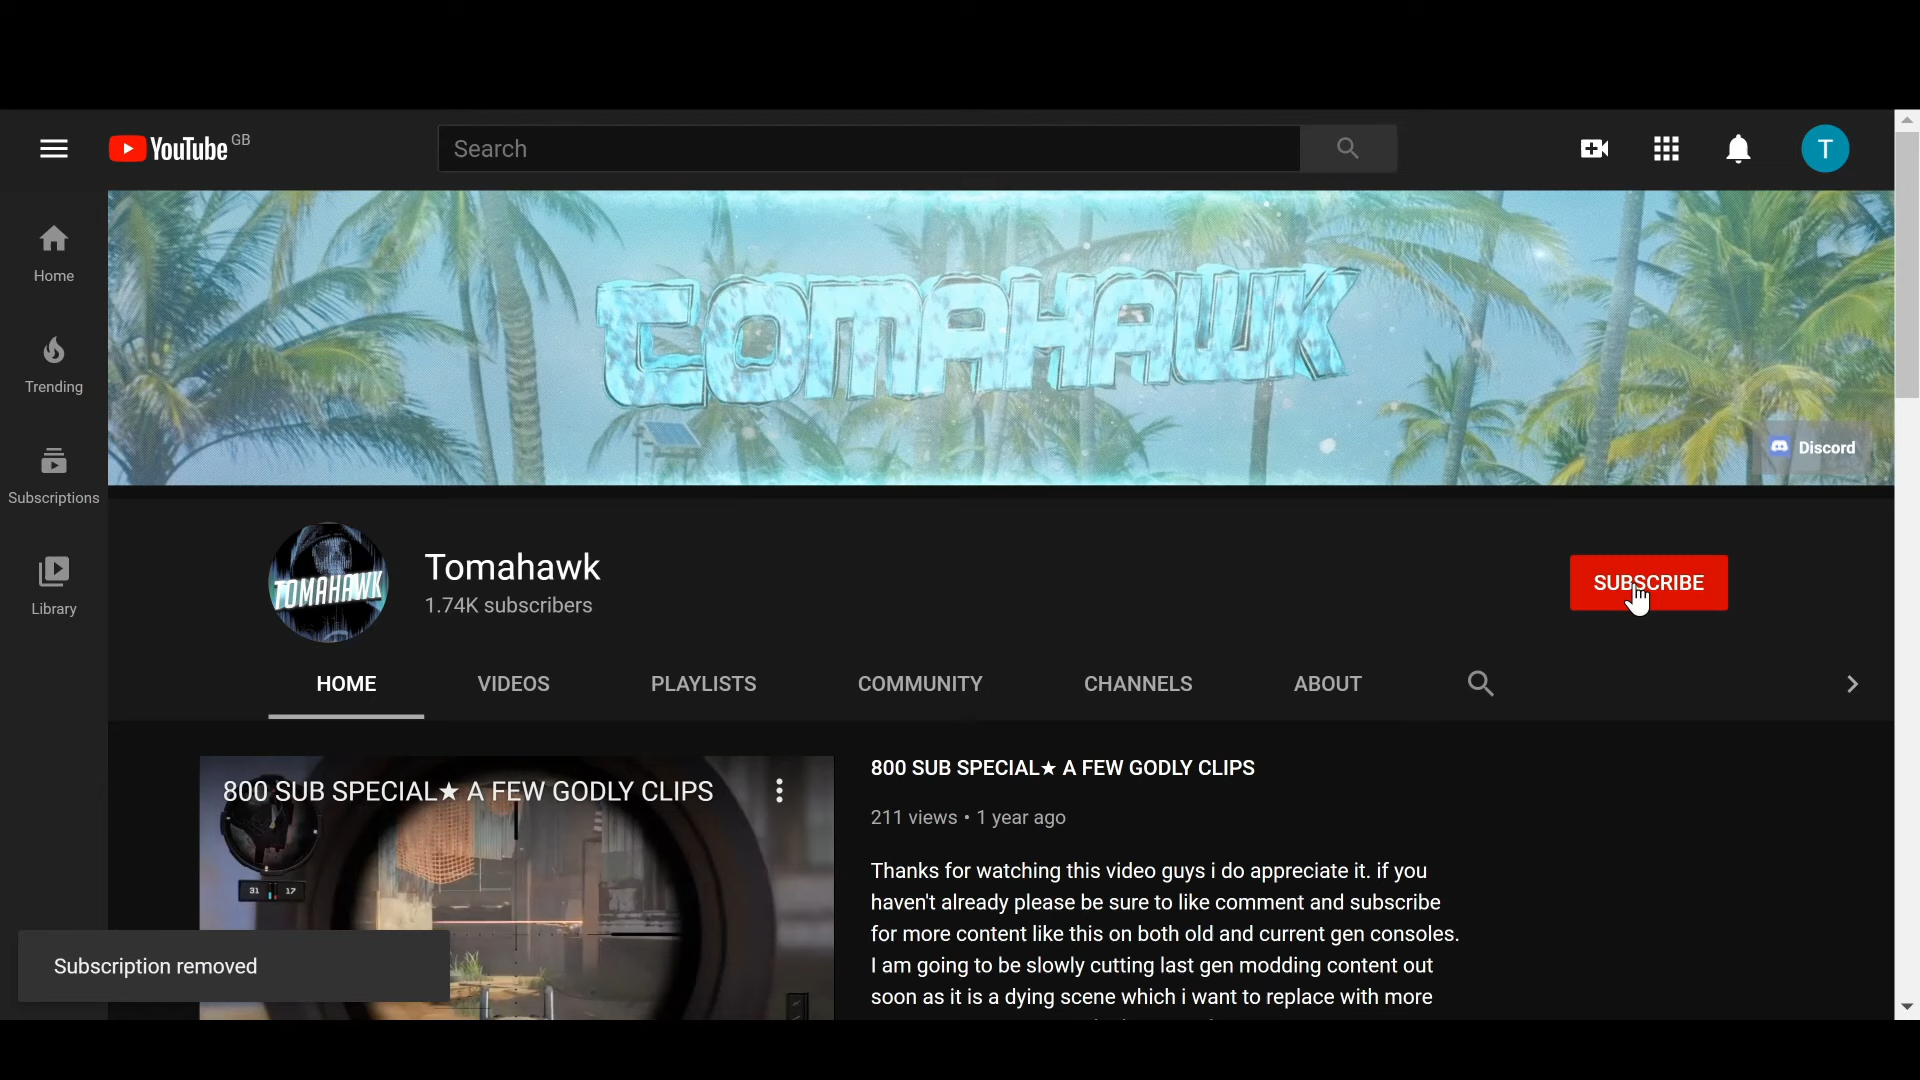 YouTube GB
Search
T
Home
Trending
Subscriptions
Library
TOMAHAWK
Discord
TOMAHAWK
Tomahawk
1.74K subscribers
SUBSCRIBE
HOME VIDEOS PLAYLISTS COMMUNITY CHANNELS ABOUT
800 SUB SPECIAL★ A FEW GODLY CLIPS
31 17
800 SUB SPECIAL★ A FEW GODLY CLIPS
211 views • 1 year ago
Thanks for watching this video guys i do appreciate it. if you
haven't already please be sure to like comment and subscribe
for more content like this on both old and current gen consoles.
I am going to be slowly cutting last gen modding content out
soon as it is a dying scene which i want to replace with more
Subscription removed